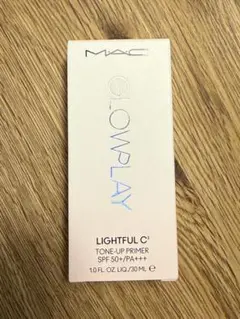 MAC
GLOWPLAY
LIGHTFUL C³
TONE-UP PRIMER
SPF 50+/PA+++
1.0 FL. OZ. LIQ./30 ML ℮